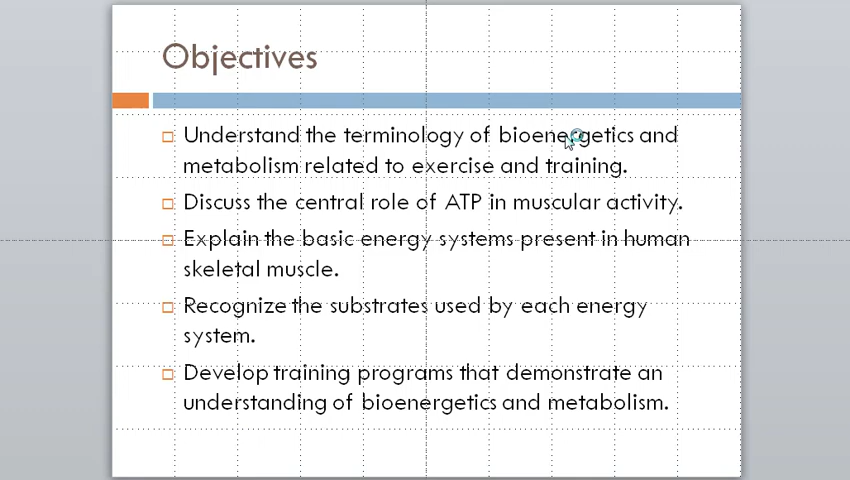 Objectives
Understand the terminology of bioenergetics and
metabolism related to exercise and training.
Discuss the central role of ATP in muscular activity.
Explain the basic energy systems present in human
skeletal muscle.
Recognize the substrates used by each energy
system.
Develop training programs that demonstrate an
understanding of bioenergetics and metabolism.